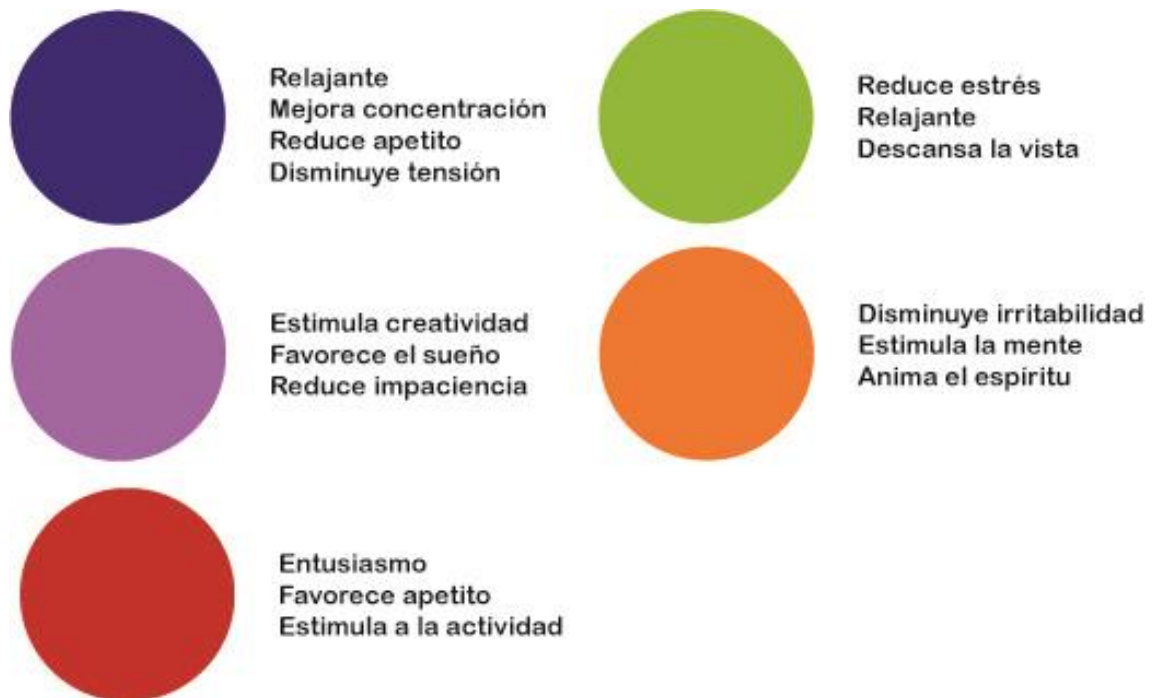 Relajante
Mejora concentración
Reduce apetito
Disminuye tensión
Reduce estrés
Relajante
Descansa la vista
Estimula creatividad
Favorece el sueño
Reduce impaciencia
Disminuye irritabilidad
Estimula la mente
Anima el espíritu
Entusiasmo
Favorece apetito
Estimula a la actividad